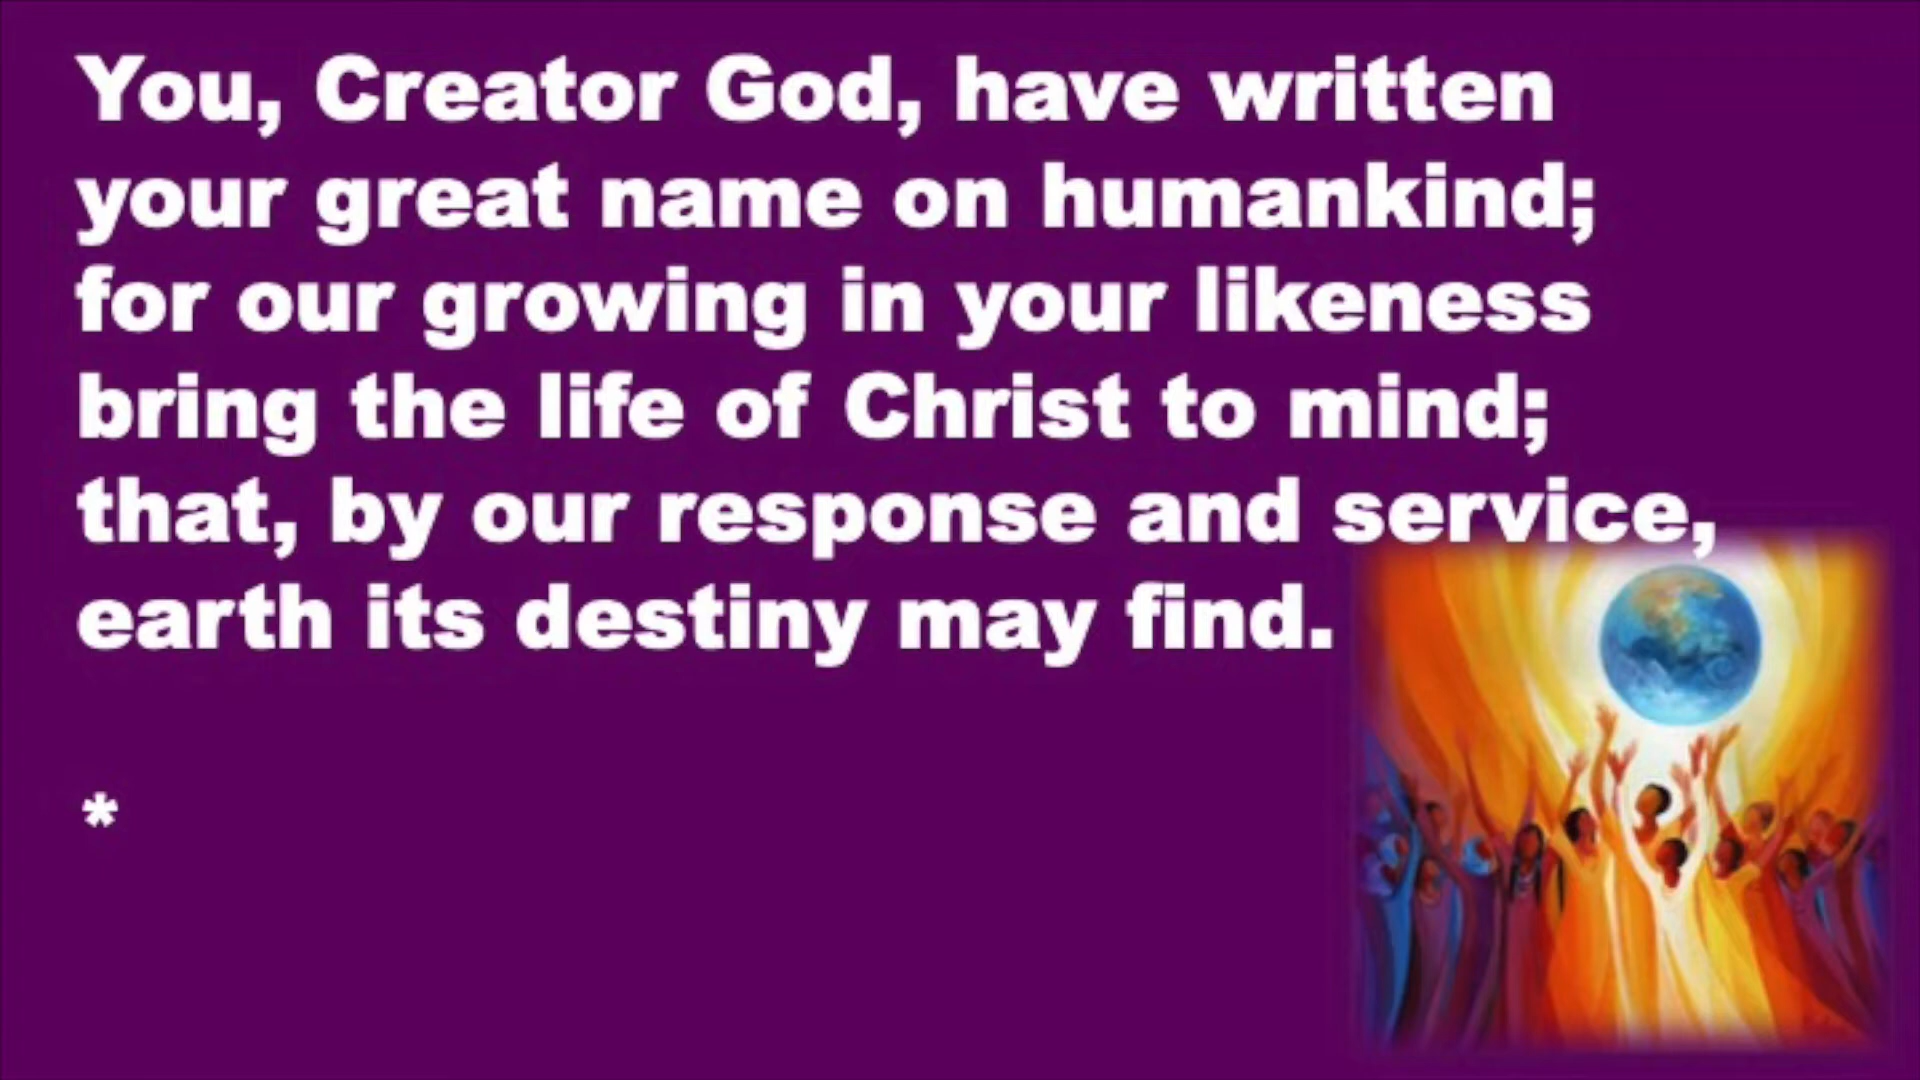 You, Creator God, have written
your great name on humankind;
for our growing in your likeness
bring the life of Christ to mind;
that, by our response and service,
earth its destiny may find.
*